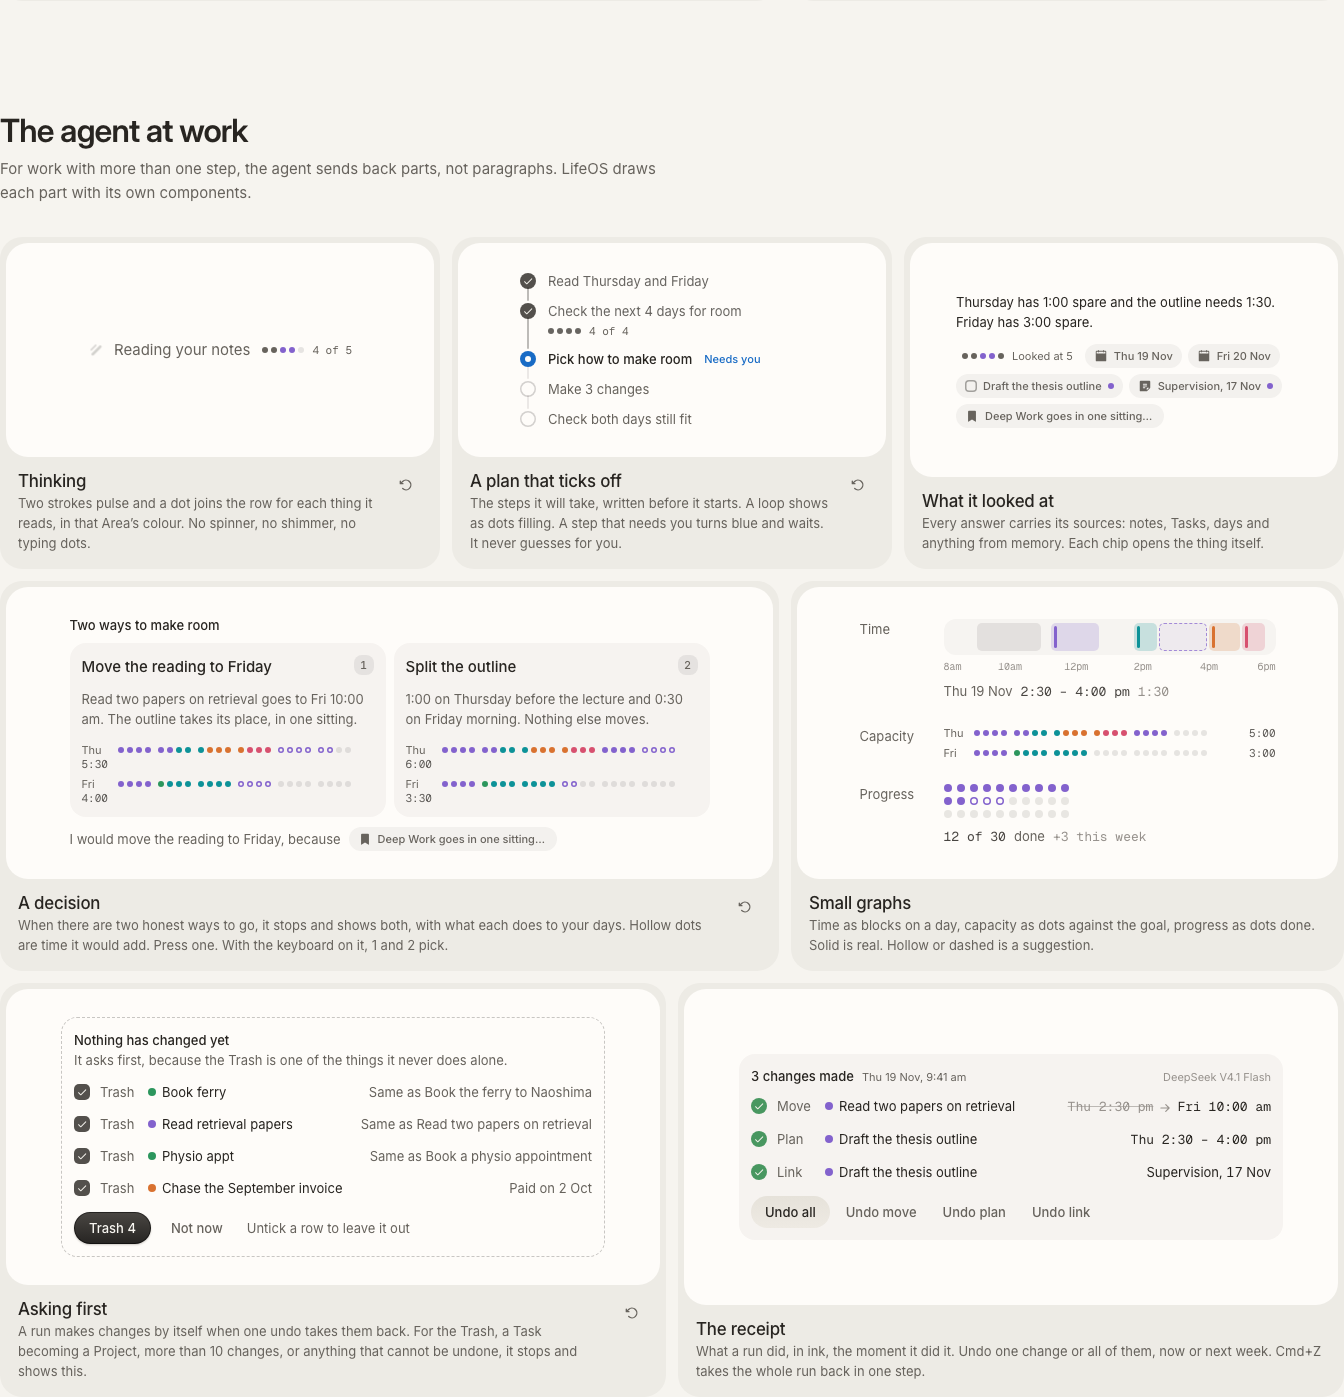 The agent at work
For work with more than one step, the agent sends back parts, not paragraphs. LifeOS draws
each part with its own components.
Reading your notes 4 of 5
Thinking
Two strokes pulse and a dot joins the row for each thing it
reads, in that Area's colour. No spinner, no shimmer, no
typing dots.
Read Thursday and Friday
Check the next 4 days for room
4 of 4
Pick how to make room Needs you
Make 3 changes
Check both days still fit
A plan that ticks off
The steps it will take, written before it starts. A loop shows
as dots filling. A step that needs you turns blue and waits.
It never guesses for you.
Thursday has 1:00 spare and the outline needs 1:30.
Friday has 3:00 spare.
Looked at 5 Thu 19 Nov Fri 20 Nov
Draft the thesis outline Supervision, 17 Nov
Deep Work goes in one sitting...
What it looked at
Every answer carries its sources: notes, Tasks, days and
anything from memory. Each chip opens the thing itself.
Two ways to make room
Move the reading to Friday 1
Read two papers on retrieval goes to Fri 10:00
am. The outline takes its place, in one sitting.
Thu
5:30
Fri
4:00
Split the outline 2
1:00 on Thursday before the lecture and 0:30
on Friday morning. Nothing else moves.
Thu
6:00
Fri
3:30
I would move the reading to Friday, because Deep Work goes in one sitting...
A decision
When there are two honest ways to go, it stops and shows both, with what each does to your days. Hollow dots
are time it would add. Press one. With the keyboard on it, 1 and 2 pick.
Time
8am 10am 12pm 2pm 4pm 6pm
Thu 19 Nov 2:30 – 4:00 pm 1:30
Capacity Thu 5:00
Fri 3:00
Progress
12 of 30 done +3 this week
Small graphs
Time as blocks on a day, capacity as dots against the goal, progress as dots done.
Solid is real. Hollow or dashed is a suggestion.
Nothing has changed yet
It asks first, because the Trash is one of the things it never does alone.
Trash Book ferry Same as Book the ferry to Naoshima
Trash Read retrieval papers Same as Read two papers on retrieval
Trash Physio appt Same as Book a physio appointment
Trash Chase the September invoice Paid on 2 Oct
Trash 4 Not now Untick a row to leave it out
Asking first
A run makes changes by itself when one undo takes them back. For the Trash, a Task
becoming a Project, more than 10 changes, or anything that cannot be undone, it stops and
shows this.
3 changes made Thu 19 Nov, 9:41 am DeepSeek V4.1 Flash
Move Read two papers on retrieval Thu 2:30 pm → Fri 10:00 am
Plan Draft the thesis outline Thu 2:30 – 4:00 pm
Link Draft the thesis outline Supervision, 17 Nov
Undo all Undo move Undo plan Undo link
The receipt
What a run did, in ink, the moment it did it. Undo one change or all of them, now or next week. Cmd+Z
takes the whole run back in one step.